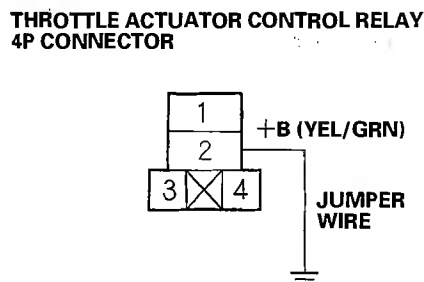 THROTTLE ACTUATOR CONTROL RELAY
4P CONNECTOR
1
+B (YEL/GRN)
2
3 4
JUMPER
WIRE